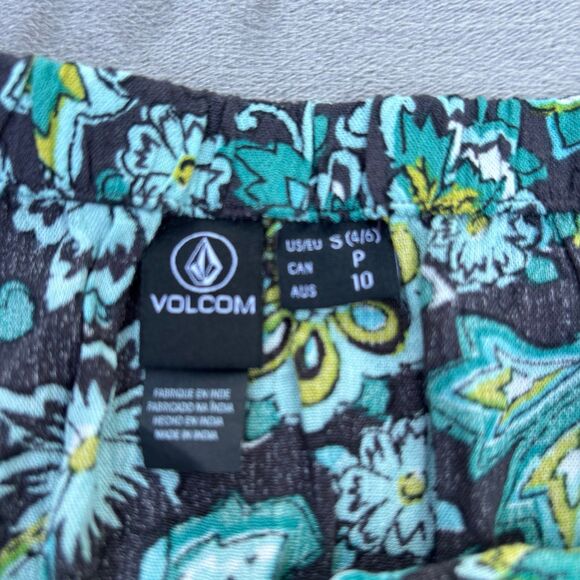 VOLCOM
US/EU S (4/6)
CAN P
AUS 10
FABRIQUE EN INDE
FABRICADO NA ÍNDIA
HECHO EN INDIA
MADE IN INDIA